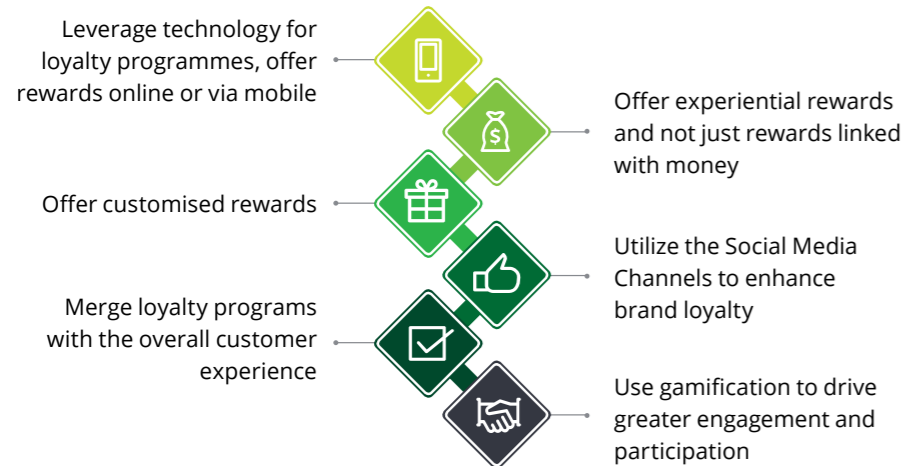 Leverage technology for
loyalty programmes, offer
rewards online or via mobile
Offer experiential rewards
and not just rewards linked
with money
$
Offer customised rewards
Utilize the Social Media
Channels to enhance
brand loyalty
Merge loyalty programs
with the overall customer
experience
Use gamification to drive
greater engagement and
participation